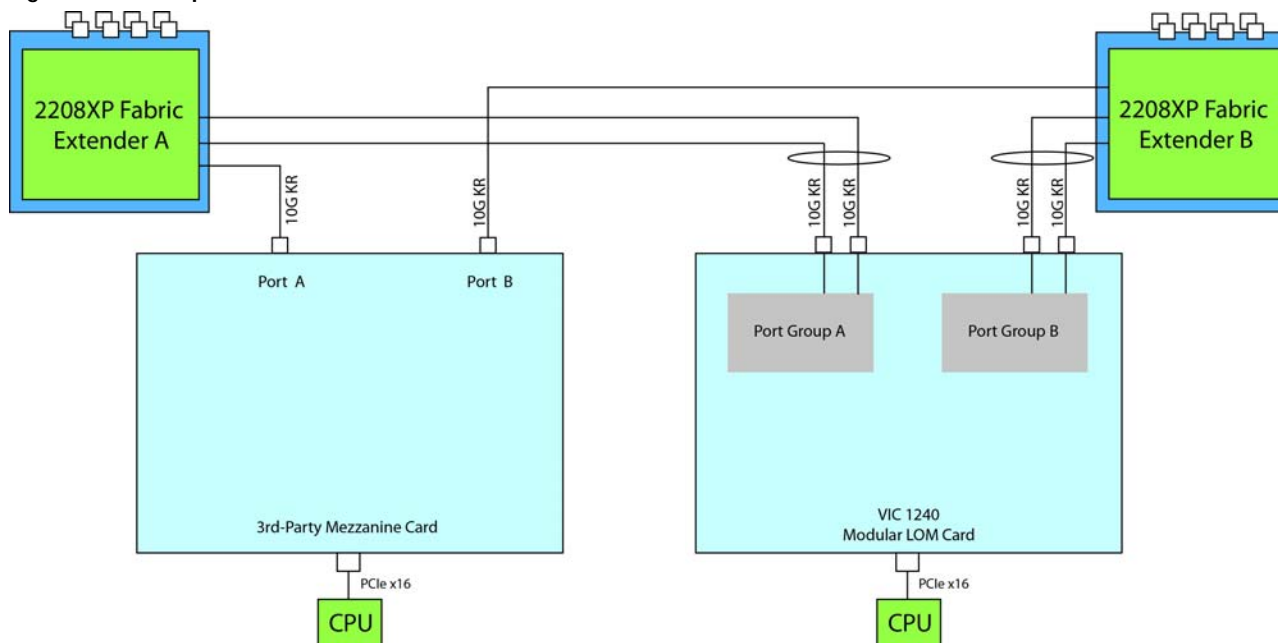 2208XP Fabric
Extender A
2208XP Fabric
Extender B
10G KR
10G KR
10G KR
10G KR
10G KR
10G KR
Port A
Port B
Port Group A
Port Group B
3rd-Party Mezzanine Card
VIC 1240
Modular LOM Card
PCIe x16
PCIe x16
CPU
CPU